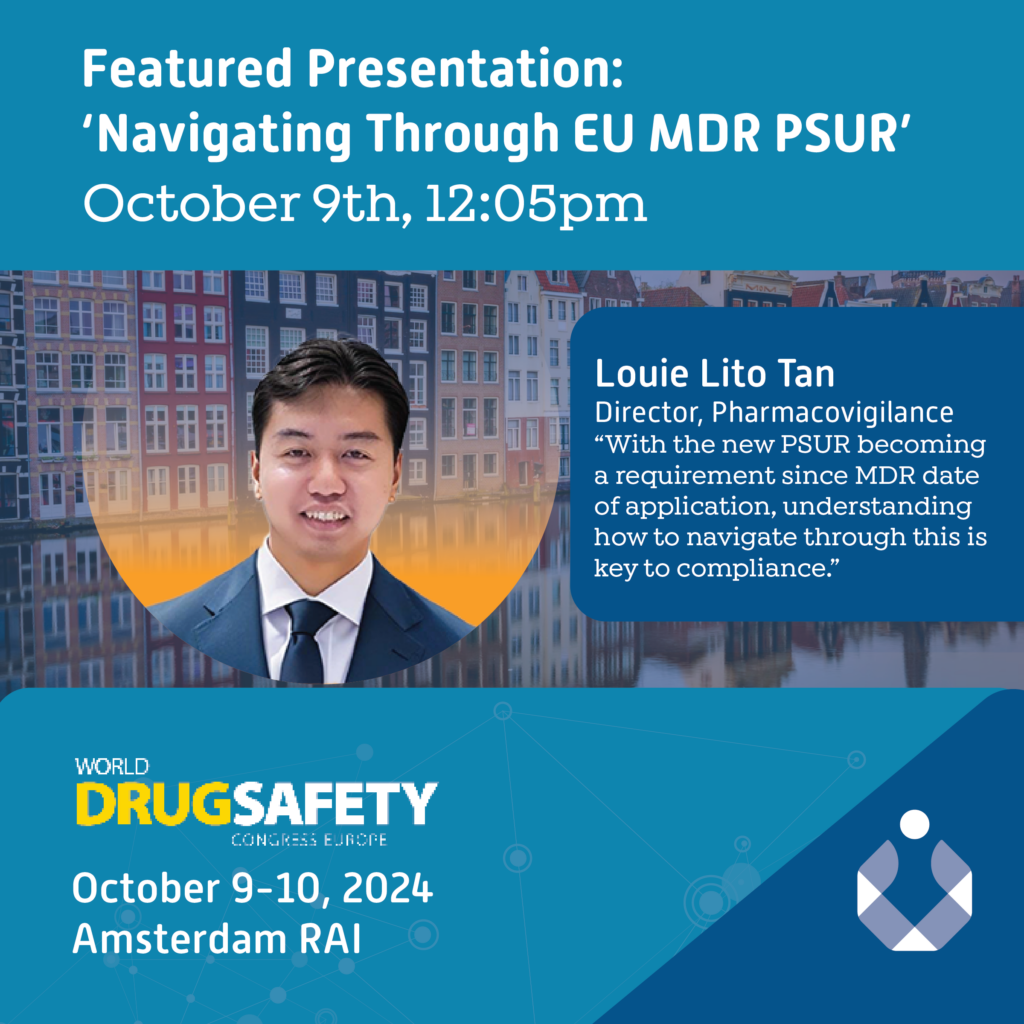 Featured Presentation:
‘Navigating Through EU MDR PSUR’
October 9th, 12:05pm
Louie Lito Tan
Director, Pharmacovigilance
“With the new PSUR becoming
a requirement since MDR date
of application, understanding
how to navigate through this is
key to compliance.”
WORLD
DRUGSAFETY
CONGRESS EUROPE
October 9-10, 2024
Amsterdam RAI